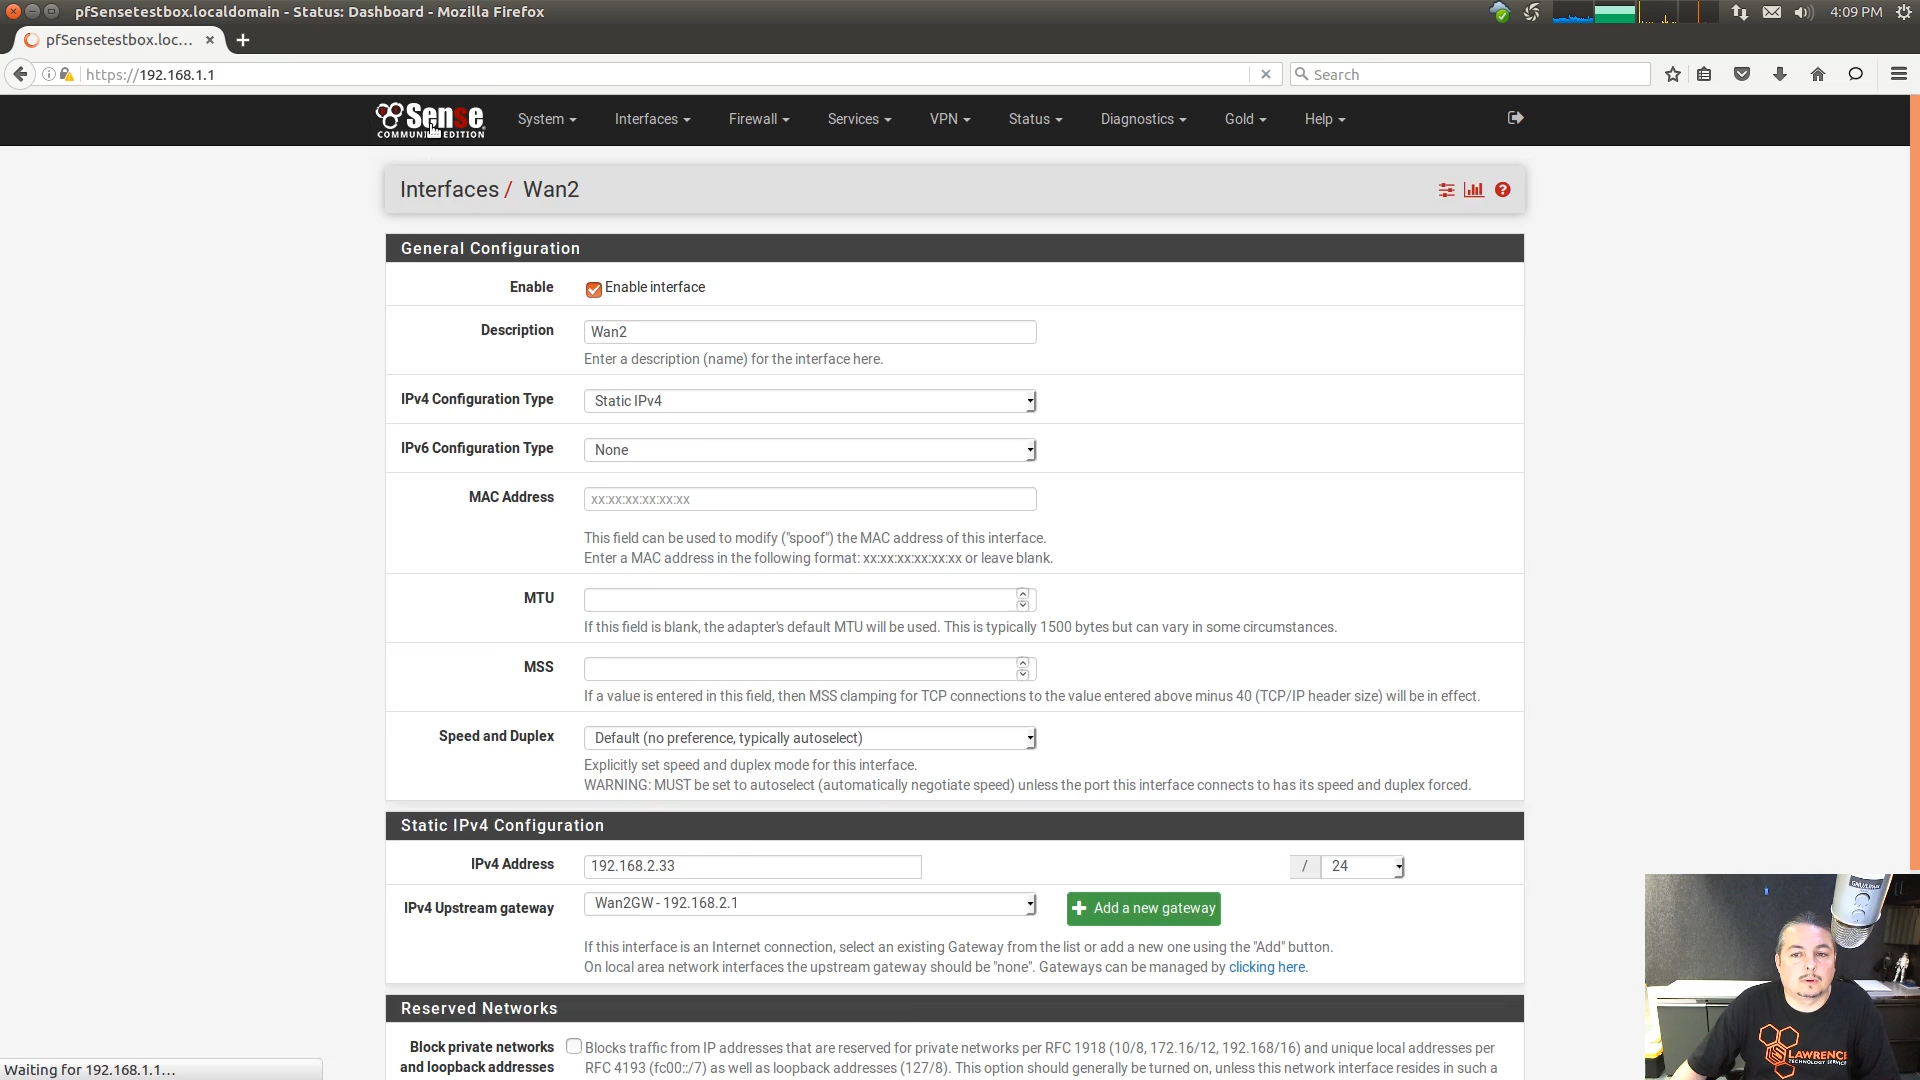 pfSensetestbox.localdomain - Status: Dashboard - Mozilla Firefox
4:09 PM
pfSensetestbox.loc...
https://192.168.1.1
Search
Sense
COMMUNITY EDITION
System
Interfaces
Firewall
Services
VPN
Status
Diagnostics
Gold
Help
Interfaces / Wan2
General Configuration
Enable
Enable interface
Description
Wan2
Enter a description (name) for the interface here.
IPv4 Configuration Type
Static IPv4
IPv6 Configuration Type
None
MAC Address
xx:xx:xx:xx:xx:xx
This field can be used to modify ("spoof") the MAC address of this interface.
Enter a MAC address in the following format: xx:xx:xx:xx:xx:xx or leave blank.
MTU
If this field is blank, the adapter's default MTU will be used. This is typically 1500 bytes but can vary in some circumstances.
MSS
If a value is entered in this field, then MSS clamping for TCP connections to the value entered above minus 40 (TCP/IP header size) will be in effect.
Speed and Duplex
Default (no preference, typically autoselect)
Explicitly set speed and duplex mode for this interface.
WARNING: MUST be set to autoselect (automatically negotiate speed) unless the port this interface connects to has its speed and duplex forced.
Static IPv4 Configuration
IPv4 Address
192.168.2.33
/ 24
IPv4 Upstream gateway
Wan2GW - 192.168.2.1
Add a new gateway
If this interface is an Internet connection, select an existing Gateway from the list or add a new one using the "Add" button.
On local area network interfaces the upstream gateway should be "none". Gateways can be managed by clicking here.
Reserved Networks
Block private networks
and loopback addresses
Blocks traffic from IP addresses that are reserved for private networks per RFC 1918 (10/8, 172.16/12, 192.168/16) and unique local addresses per
RFC 4193 (fc00::/7) as well as loopback addresses (127/8). This option should generally be turned on, unless this network interface resides in such a
Waiting for 192.168.1.1...
LAWRENCE